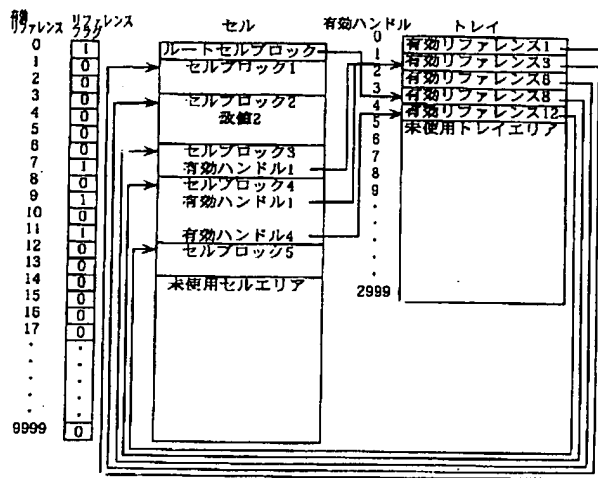 有効
リファレンス
リファレンス
フラグ
0 1
1 0
2 0
3 0
4 0
5 0
6 0
7 1
8 0
9 1
10 0
11 1
12 0
13 0
14 0
15 0
16 0
17 0
9999 0
セル
ルートセルブロック
セルブロック1
セルブロック2
数値2
セルブロック3
有効ハンドル1
セルブロック4
有効ハンドル1
有効ハンドル4
セルブロック5
未使用セルエリア
有効ハンドル
0
1
2
3
4
5
6
7
8
9
2999
トレイ
有効リファレンス1
有効リファレンス3
有効リファレンス6
有効リファレンス8
有効リファレンス12
未使用トレイエリア